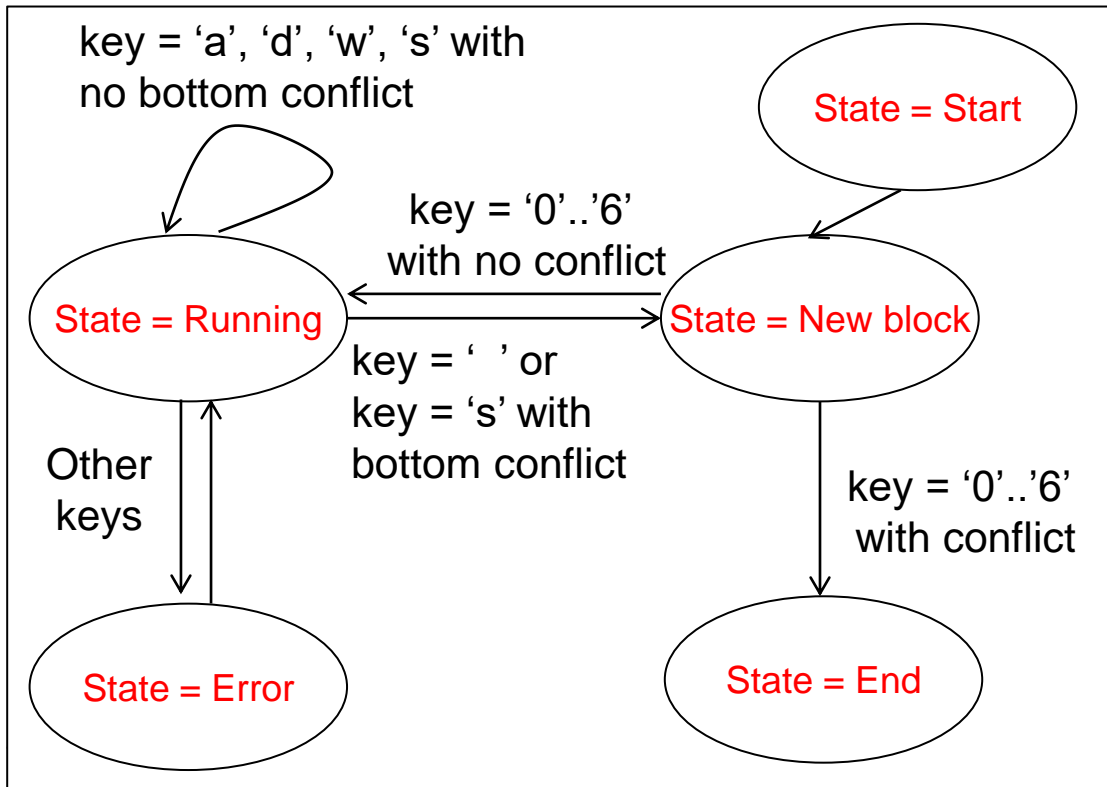 key = ‘a’, ‘d’, ‘w’, ‘s’ with
no bottom conflict
State = Start
key = ‘0’..’6’
with no conflict
State = Running
State = New block
key = ‘  ’ or
key = ‘s’ with
bottom conflict
Other
keys
key = ‘0’..’6’
with conflict
State = Error
State = End